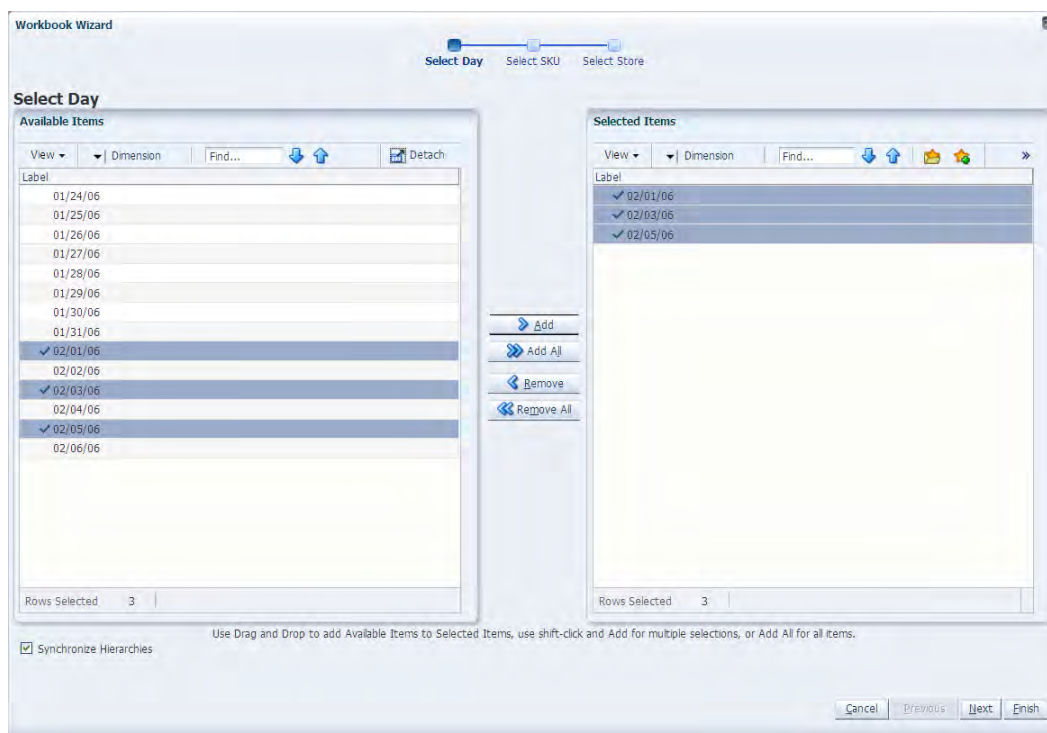 Workbook Wizard
Select Day Select SKU Select Store
Select Day
Available Items
View Dimension Find... Detach
Label
01/24/06
01/25/06
01/26/06
01/27/06
01/28/06
01/29/06
01/30/06
01/31/06
02/01/06
02/02/06
02/03/06
02/04/06
02/05/06
02/06/06
Rows Selected 3
Add
Add All
Remove
Remove All
Selected Items
View Dimension Find... »
Label
02/01/06
02/03/06
02/05/06
Rows Selected 3
Use Drag and Drop to add Available Items to Selected Items, use shift-click and Add for multiple selections, or Add All for all items.
Synchronize Hierarchies
Cancel Previous Next Finish